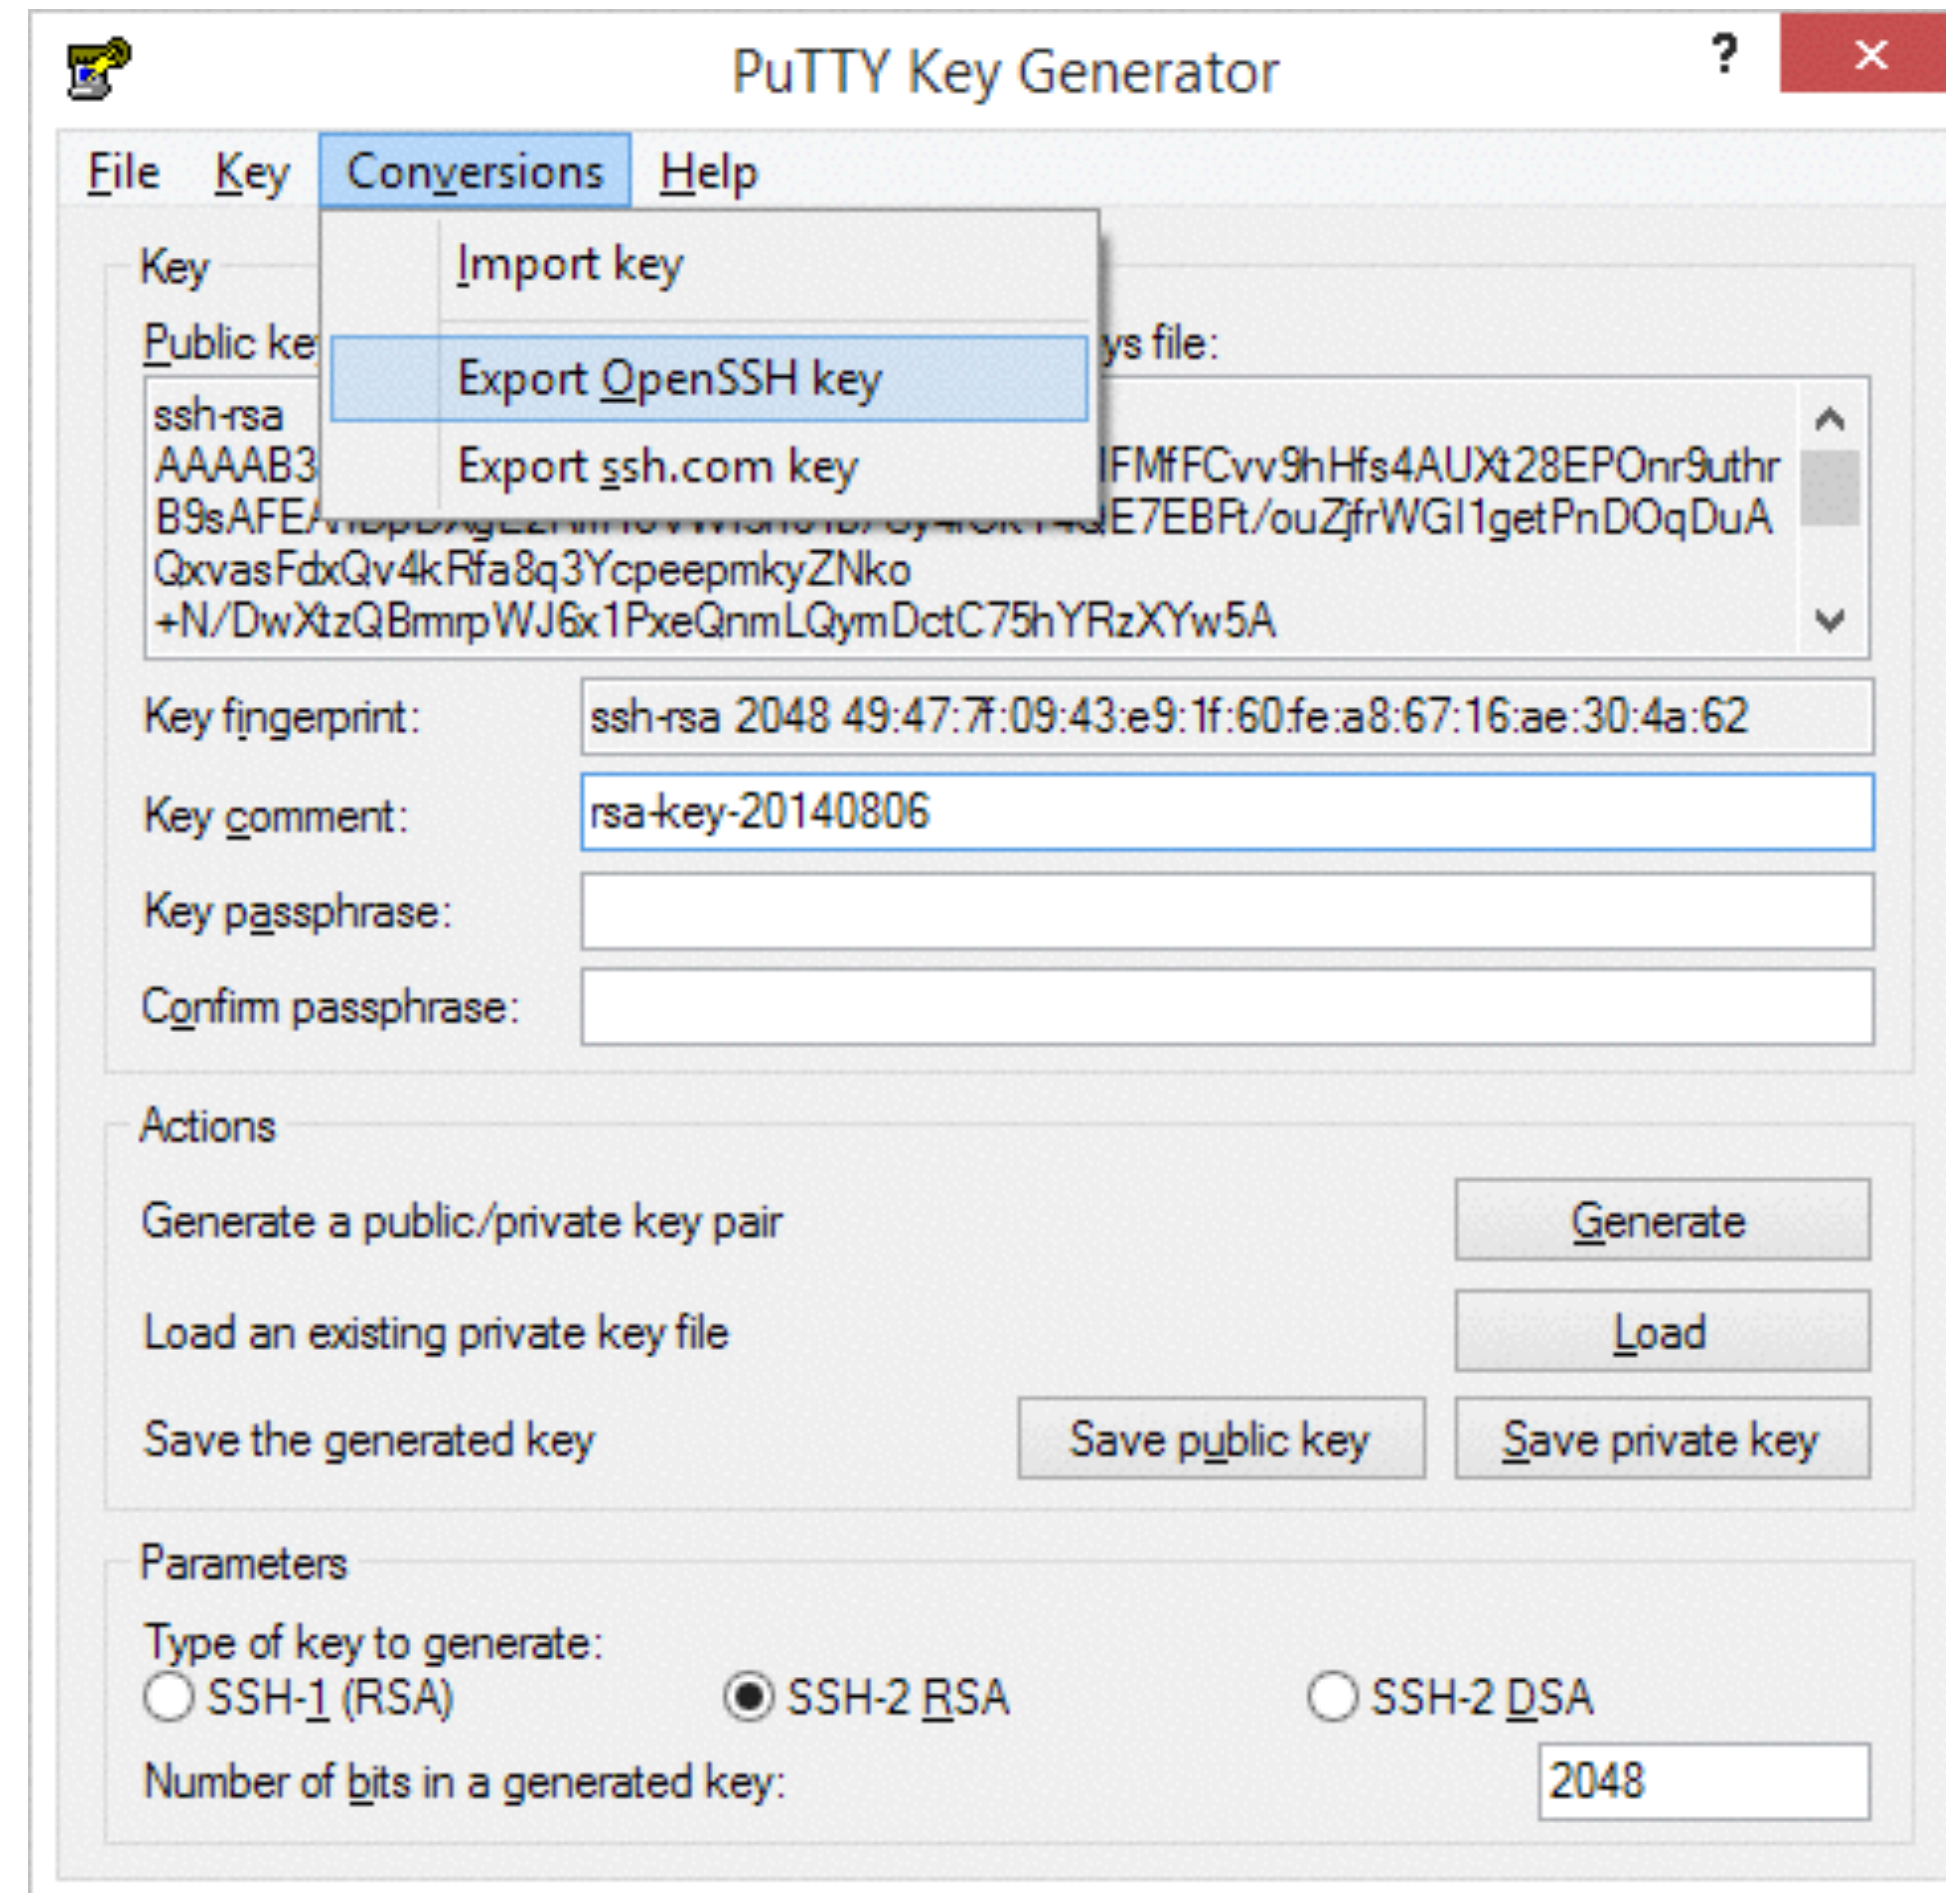 PuTTY Key Generator
?
File Key Conversions Help
Import key
Export OpenSSH key
Export ssh.com key
Key
Public file:
ssh-rsa
AAAAB3 FMfFCvv9hHfs4AUXt28EPOnr9uthr
B9sAFEA E7EBFt/ouZjfrWGI1getPnDOqDuA
QxvasFdxQv4kRfa8q3YcpeepmkyZNko
+N/DwXtzQBmrpWJ6x1PxeQnmLQymDctC75hYRzXYw5A
Key fingerprint: ssh-rsa 2048 49:47:7f:09:43:e9:1f:60:fe:a8:67:16:ae:30:4a:62
Key comment: rsa-key-20140806
Key passphrase:
Confirm passphrase:
Actions
Generate a public/private key pair Generate
Load an existing private key file Load
Save the generated key Save public key Save private key
Parameters
Type of key to generate:
SSH-1 (RSA) SSH-2 RSA SSH-2 DSA
Number of bits in a generated key: 2048